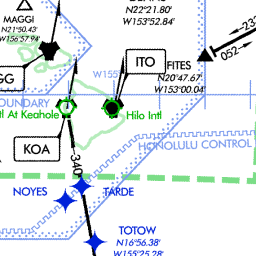 MAGGI
N21°50.43
W156°57.94
N22°21.80
W153°52.84
ITO
FITES
N20°47.67
W153°00.04
237
052
GG
W155°
OUNDARY
tl At Keahole
Hilo Intl
KOA
HONOLULU CONTROL
340°
NOYES
TARDE
TOTOW
N16°56.38
W155°25.28